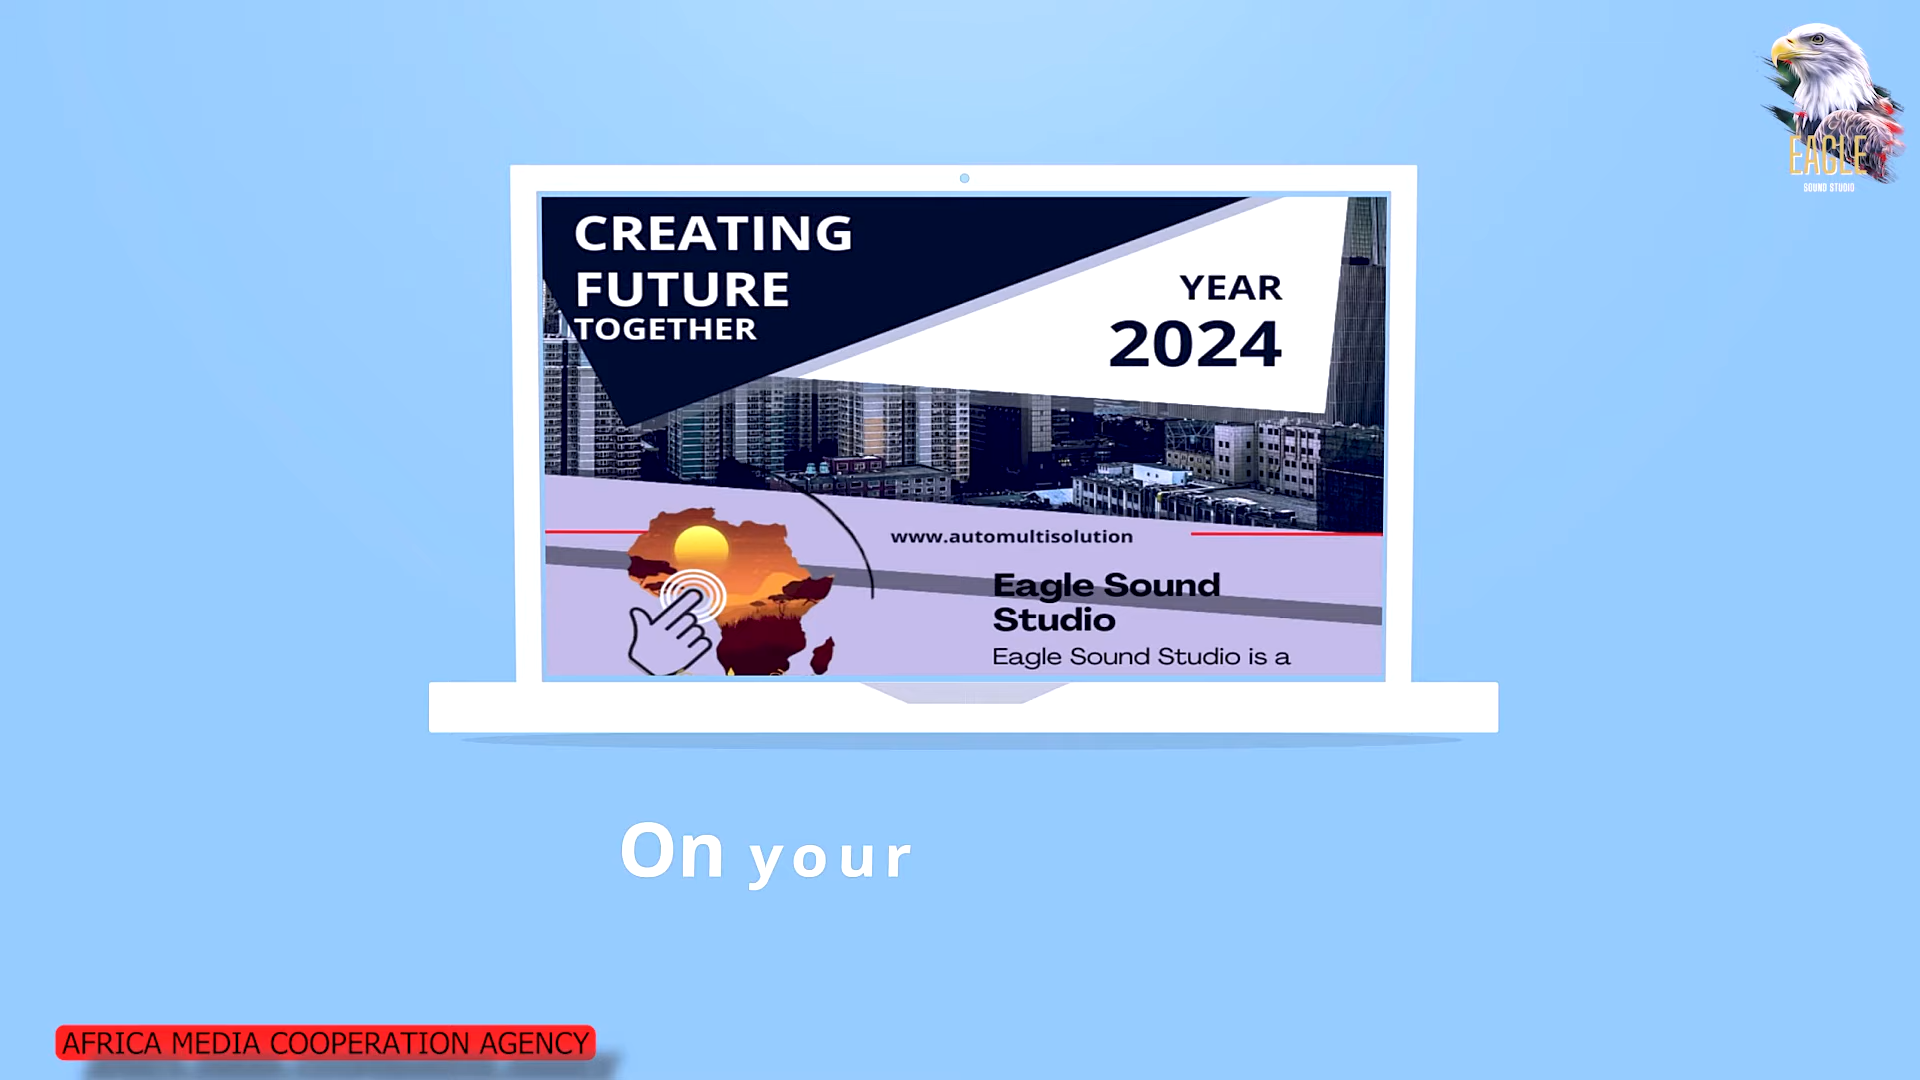 EAGLE
SOUND STUDIO
CREATING
FUTURE
TOGETHER
YEAR
2024
www.automultisolution
Eagle Sound
Studio
Eagle Sound Studio is a
On your
AFRICA MEDIA COOPERATION AGENCY